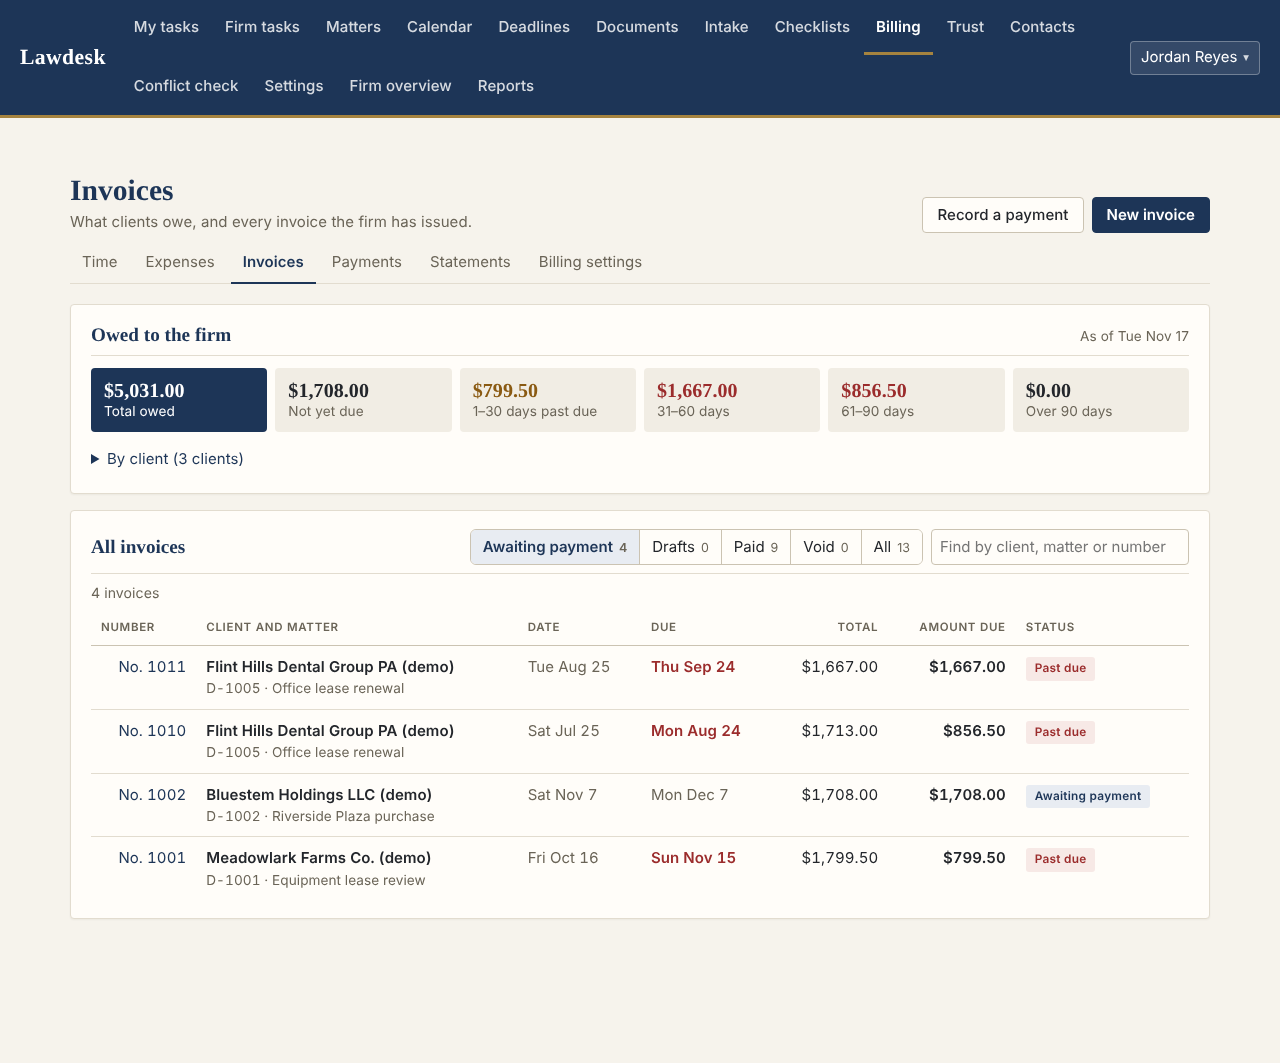 Lawdesk
My tasks Firm tasks Matters Calendar Deadlines Documents Intake Checklists Billing Trust Contacts
Conflict check Settings Firm overview Reports
Jordan Reyes ▾
Invoices
What clients owe, and every invoice the firm has issued.
Record a payment New invoice
Time Expenses Invoices Payments Statements Billing settings
Owed to the firm As of Tue Nov 17
$5,031.00 $1,708.00 $799.50 $1,667.00 $856.50 $0.00
Total owed Not yet due 1–30 days past due 31–60 days 61–90 days Over 90 days
▶ By client (3 clients)
All invoices Awaiting payment 4 Drafts 0 Paid 9 Void 0 All 13 Find by client, matter or number
4 invoices
NUMBER CLIENT AND MATTER DATE DUE TOTAL AMOUNT DUE STATUS
No. 1011 Flint Hills Dental Group PA (demo) Tue Aug 25 Thu Sep 24 $1,667.00 $1,667.00 Past due
D-1005 · Office lease renewal
No. 1010 Flint Hills Dental Group PA (demo) Sat Jul 25 Mon Aug 24 $1,713.00 $856.50 Past due
D-1005 · Office lease renewal
No. 1002 Bluestem Holdings LLC (demo) Sat Nov 7 Mon Dec 7 $1,708.00 $1,708.00 Awaiting payment
D-1002 · Riverside Plaza purchase
No. 1001 Meadowlark Farms Co. (demo) Fri Oct 16 Sun Nov 15 $1,799.50 $799.50 Past due
D-1001 · Equipment lease review